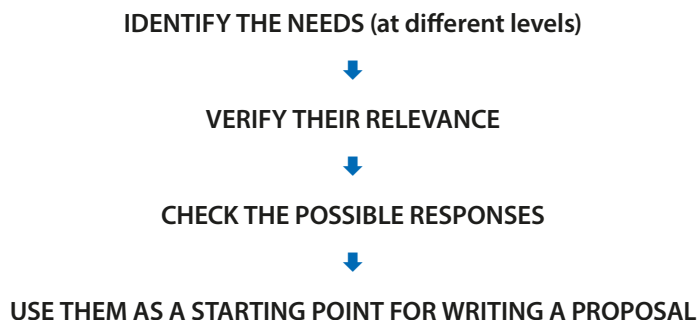 IDENTIFY THE NEEDS (at different levels)
VERIFY THEIR RELEVANCE
CHECK THE POSSIBLE RESPONSES
USE THEM AS A STARTING POINT FOR WRITING A PROPOSAL